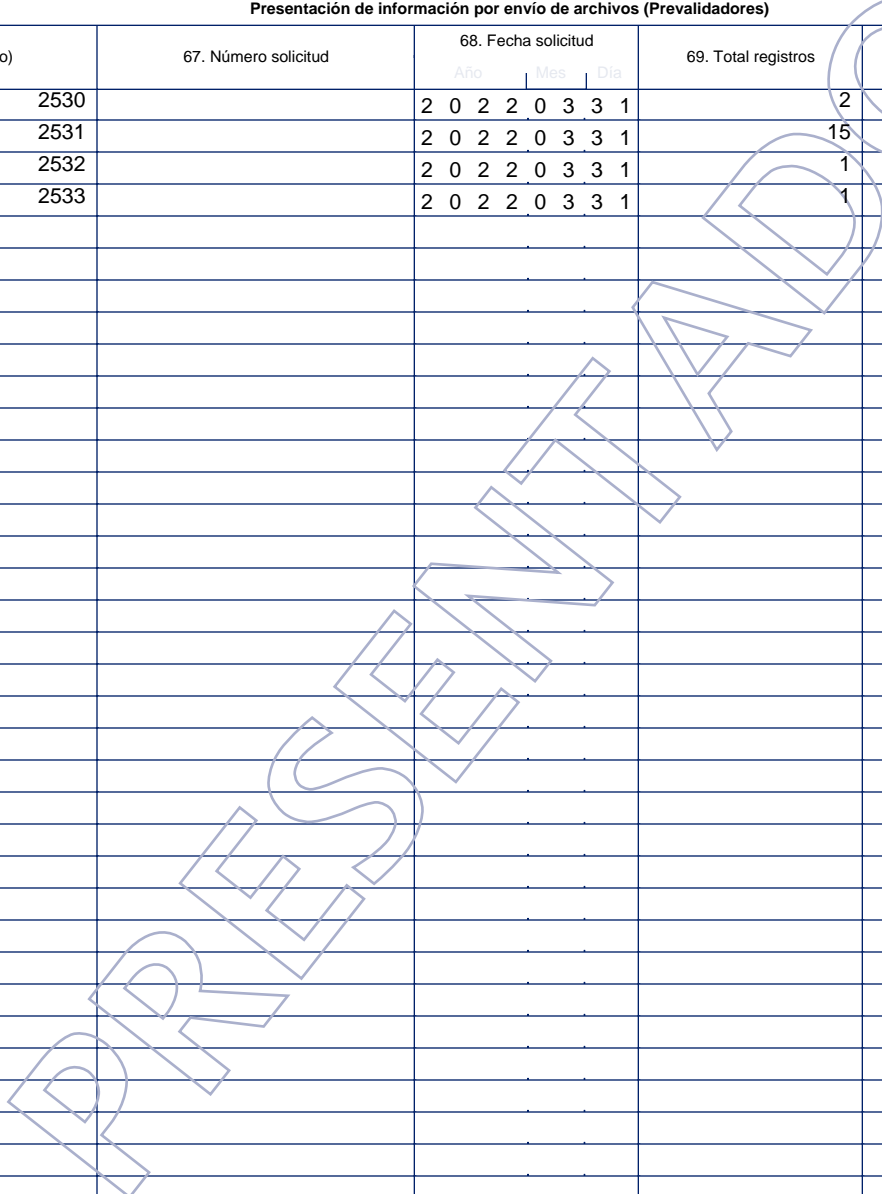 Presentación de información por envío de archivos (Prevalidadores)
o) 67. Número solicitud 68. Fecha solicitud 69. Total registros
Año Mes Día
2530 2 0 2 2 0 3 3 1 2
2531 2 0 2 2 0 3 3 1 15
2532 2 0 2 2 0 3 3 1 1
2533 2 0 2 2 0 3 3 1 1
PRESENTADO